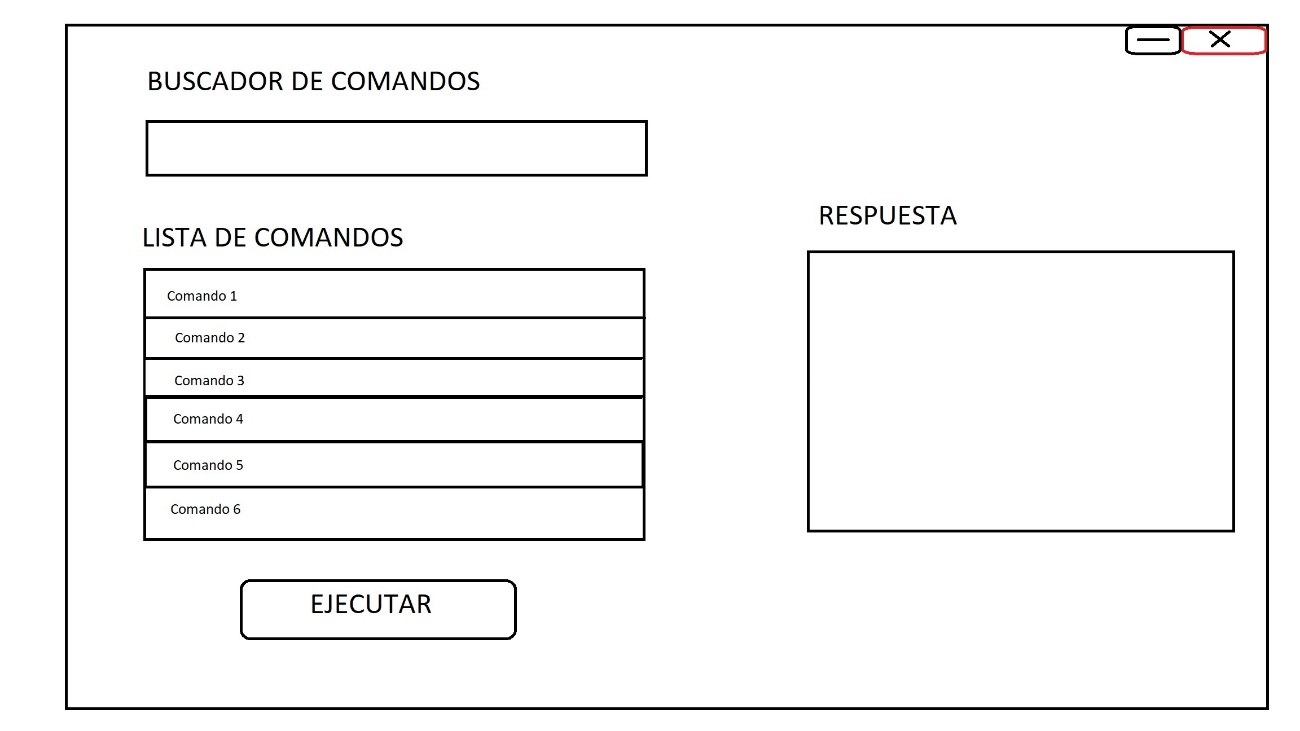 BUSCADOR DE COMANDOS
LISTA DE COMANDOS
Comando 1
Comando 2
Comando 3
Comando 4
Comando 5
Comando 6
EJECUTAR
RESPUESTA